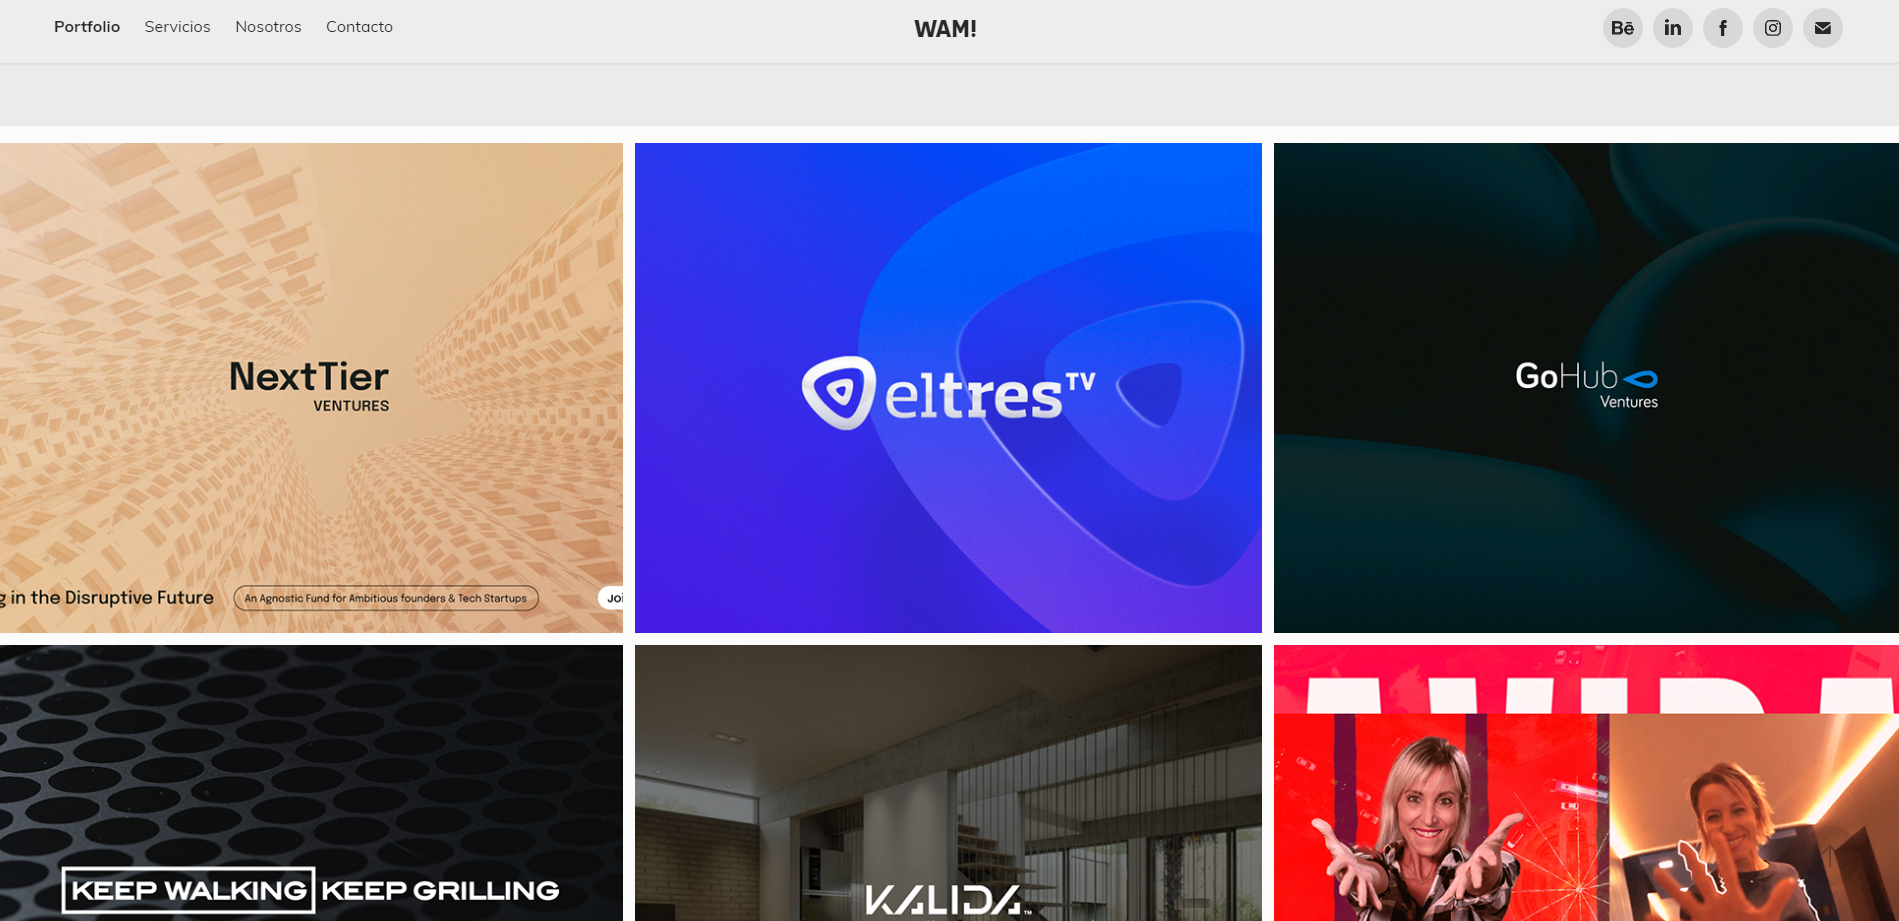 Portfolio Servicios Nosotros Contacto
WAM!
Bē in f
NextTier
VENTURES
in the Disruptive Future
An Agnostic Fund for Ambitious founders & Tech Startups
eltres TV
GoHub
Ventures
KEEP WALKING KEEP GRILLING
KALIDA™